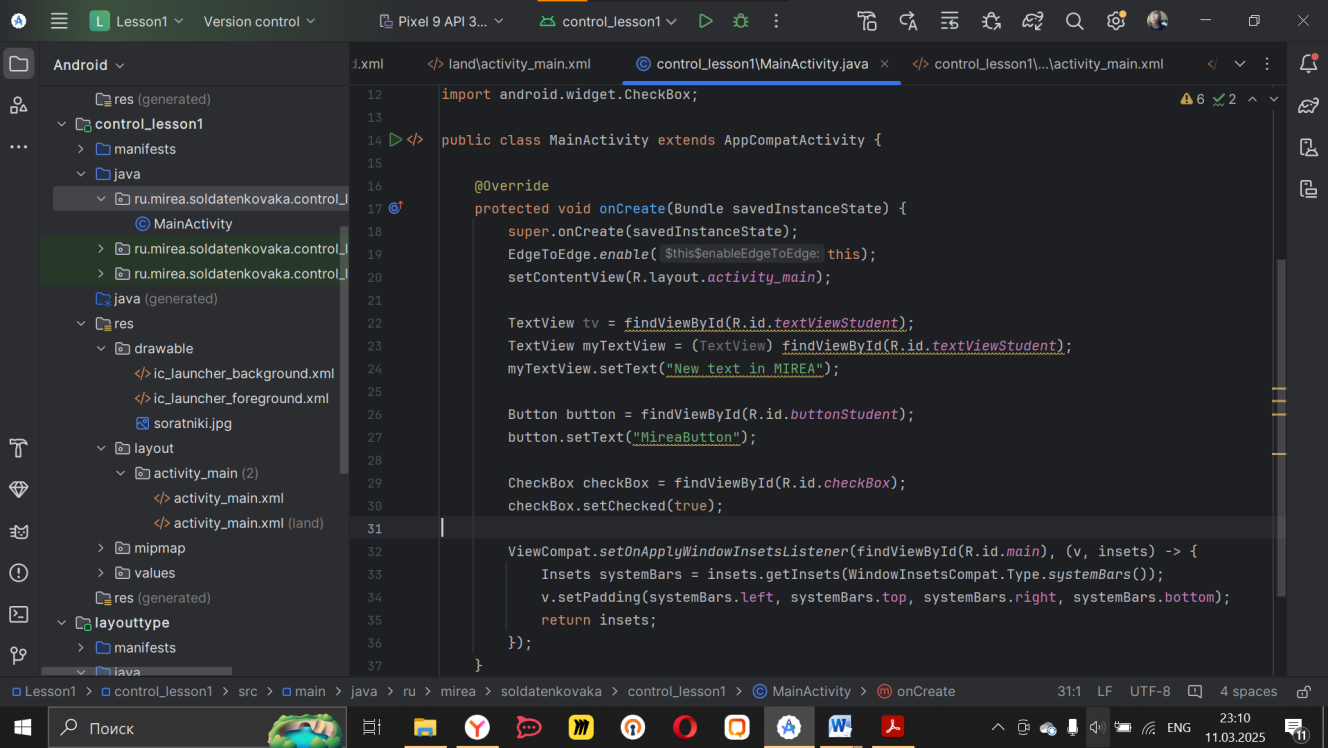 L Lesson1 Version control Pixel 9 API 3... control_lesson1
Android
l.xml land\activity_main.xml control_lesson1\MainActivity.java control_lesson1\...\activity_main.xml
res (generated)
control_lesson1
manifests
java
ru.mirea.soldatenkovaka.control_l
MainActivity
ru.mirea.soldatenkovaka.control_l
ru.mirea.soldatenkovaka.control_l
java (generated)
res
drawable
ic_launcher_background.xml
ic_launcher_foreground.xml
soratniki.jpg
layout
activity_main (2)
activity_main.xml
activity_main.xml (land)
mipmap
values
res (generated)
layouttype
manifests
java
6 2
12 import android.widget.CheckBox;
13
14 public class MainActivity extends AppCompatActivity {
15
16 @Override
17 protected void onCreate(Bundle savedInstanceState) {
18 super.onCreate(savedInstanceState);
19 EdgeToEdge.enable( $this$enableEdgeToEdge: this);
20 setContentView(R.layout.activity_main);
21
22 TextView tv = findViewById(R.id.textViewStudent);
23 TextView myTextView = (TextView) findViewById(R.id.textViewStudent);
24 myTextView.setText("New text in MIREA");
25
26 Button button = findViewById(R.id.buttonStudent);
27 button.setText("MireaButton");
28
29 CheckBox checkBox = findViewById(R.id.checkBox);
30 checkBox.setChecked(true);
31
32 ViewCompat.setOnApplyWindowInsetsListener(findViewById(R.id.main), (v, insets) -> {
33 Insets systemBars = insets.getInsets(WindowInsetsCompat.Type.systemBars());
34 v.setPadding(systemBars.left, systemBars.top, systemBars.right, systemBars.bottom);
35 return insets;
36 });
37 }
Lesson1 > control_lesson1 > src > main > java > ru > mirea > soldatenkovaka > control_lesson1 > MainActivity > onCreate 31:1 LF UTF-8 4 spaces
Поиск
ENG
23:10
11.03.2025
11